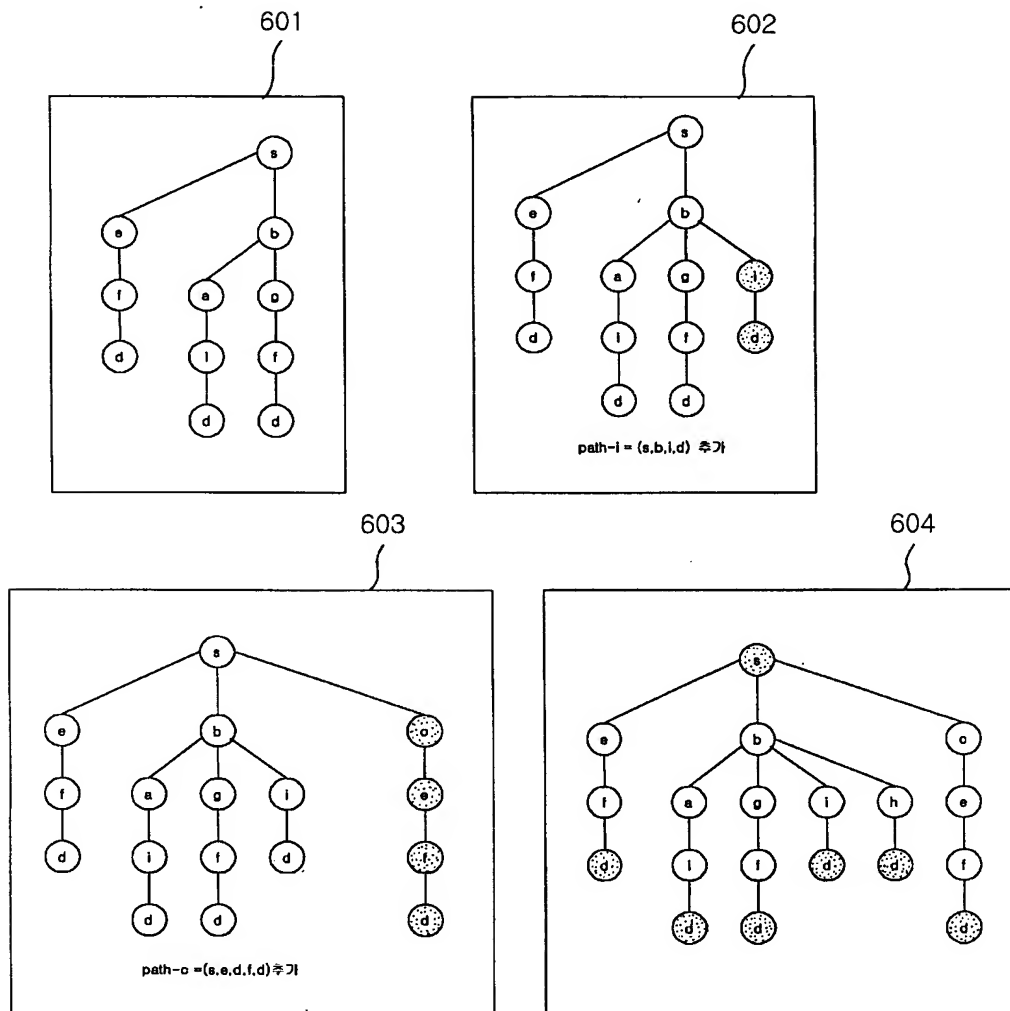 601
s
e b
f a g
d i f
d d
602
s
e b
f a g i
d i f d
d d
path-i = (s,b,i,d) 추가
603
s
e b c
f a g i e
d i f d f
d d d
path-c =(s,e,d,f,d)추가
604
s
e b c
f a g i h e
d i f d d f
d d d